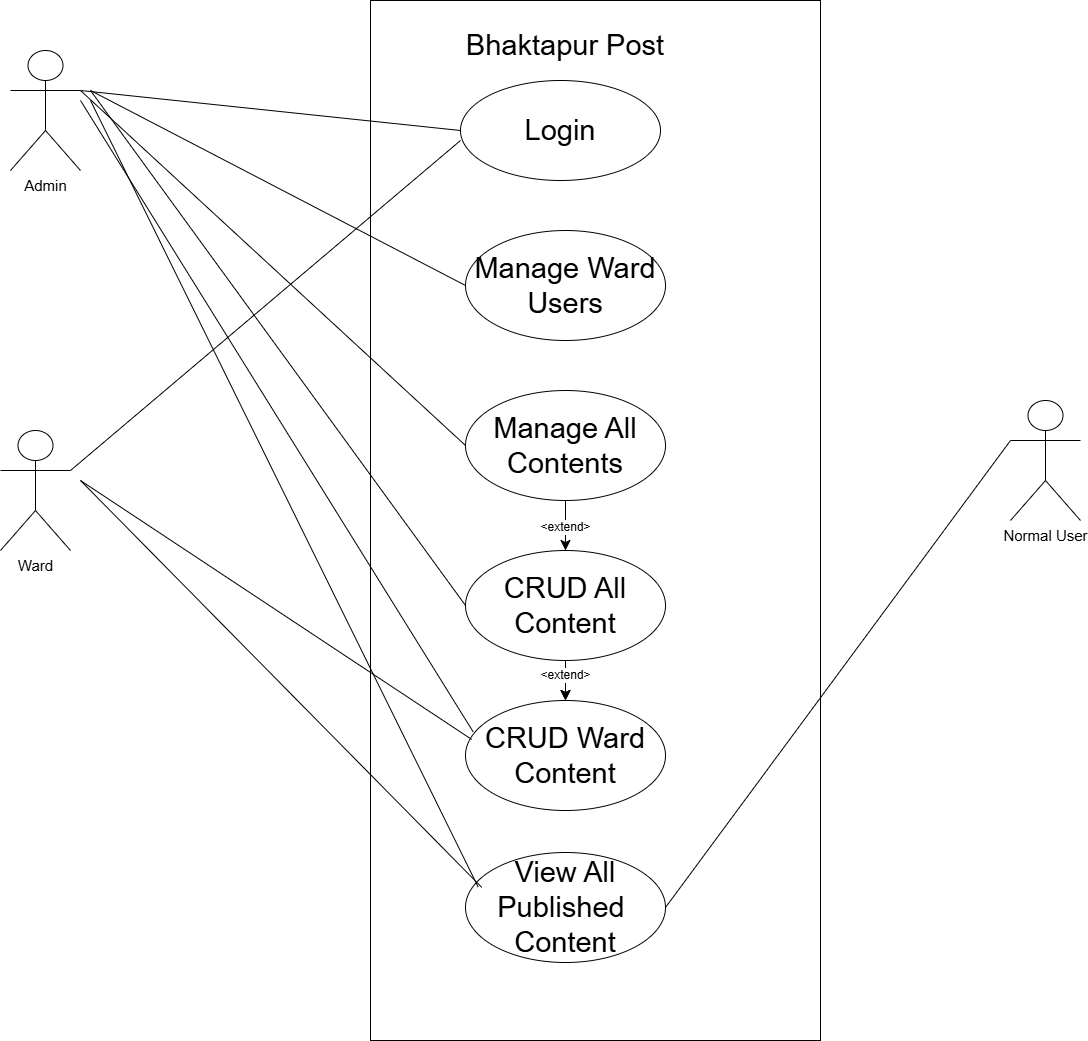 Bhaktapur Post
Login
Admin
Manage Ward
Users
Manage All
Contents
<extend>
Normal User
Ward
CRUD All
Content
<extend>
CRUD Ward
Content
View All
Published
Content